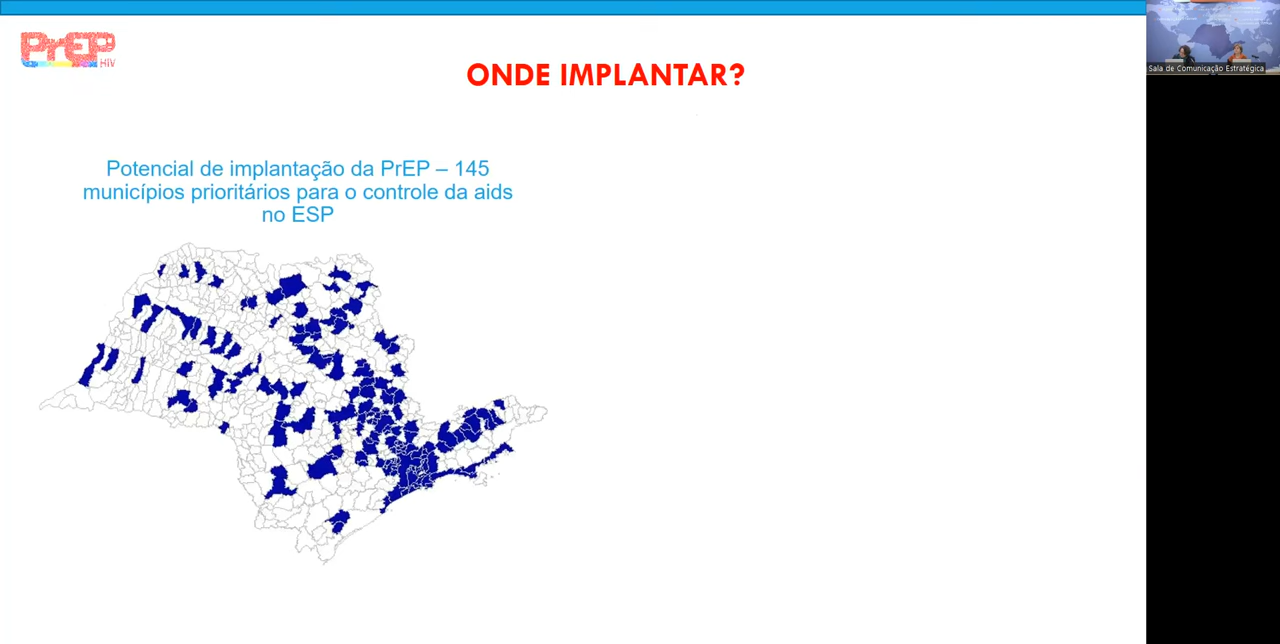 PrEP
HIV
ONDE IMPLANTAR?
Potencial de implantação da PrEP – 145
municípios prioritários para o controle da aids
no ESP
Sala de Comunicação Estratégica